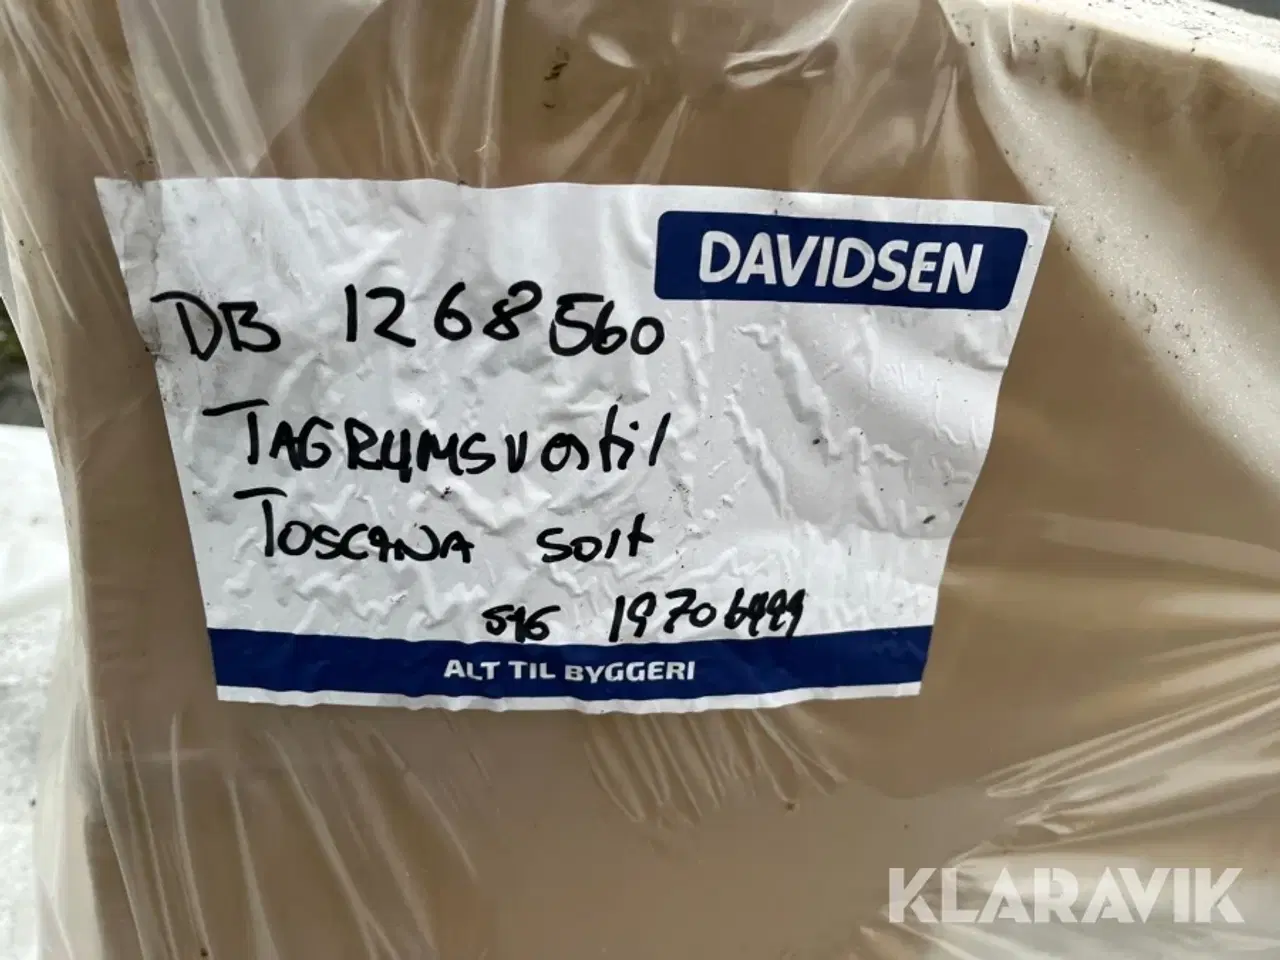 DAVIDSEN
DB 1268560
TAGRUMSVENTIL
TOSCANA SORT
ALT TIL BYGGERI
KLARAVIK